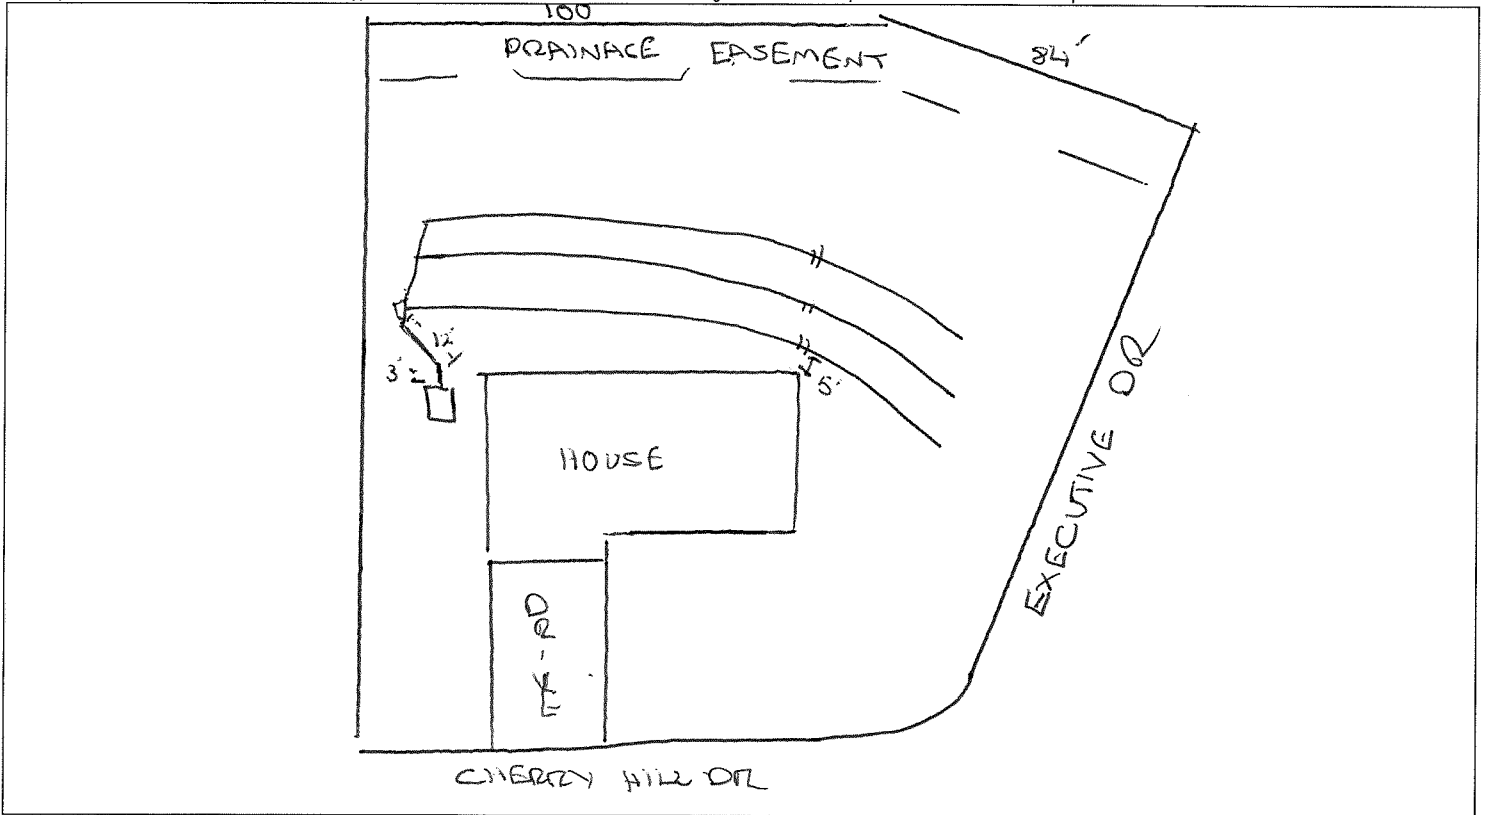 100
DRAINAGE EASEMENT
84'
12'
3'
5'
HOUSE
EXECUTIVE DR
DRIVE
CHERRY HILL DR